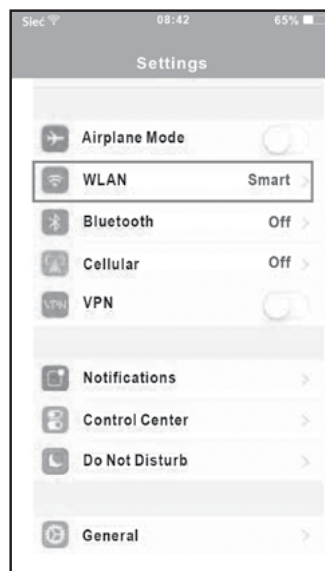 Sieć 08:42 65%
Settings
Airplane Mode
WLAN Smart
Bluetooth Off
Cellular Off
VPN VPN
Notifications
Control Center
Do Not Disturb
General